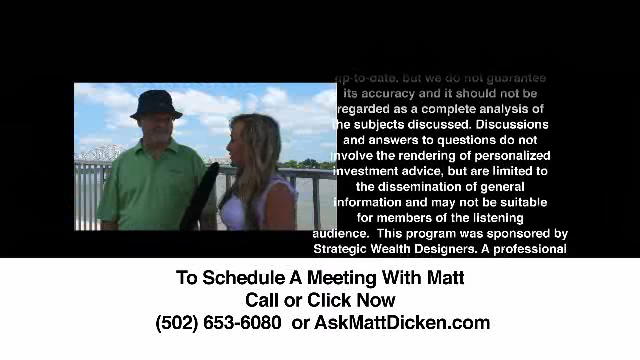 up-to-date, but we do not guarantee
its accuracy and it should not be
regarded as a complete analysis of
the subjects discussed. Discussions
and answers to questions do not
involve the rendering of personalized
investment advice, but are limited to
the dissemination of general
information and may not be suitable
for members of the listening
audience. This program was sponsored by
Strategic Wealth Designers. A professional
To Schedule A Meeting With Matt
Call or Click Now
(502) 653-6080 or AskMattDicken.com